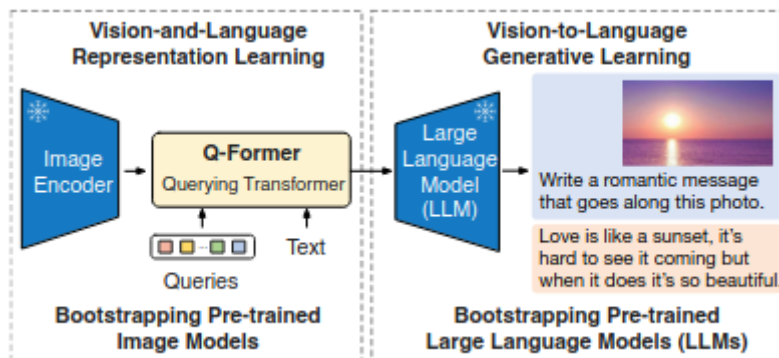 Vision-and-Language
Representation Learning
Image
Encoder
Q-Former
Querying Transformer
Queries
Text
Bootstrapping Pre-trained
Image Models
Vision-to-Language
Generative Learning
Large
Language
Model
(LLM)
Write a romantic message
that goes along this photo.
Love is like a sunset, it's
hard to see it coming but
when it does it's so beautiful.
Bootstrapping Pre-trained
Large Language Models (LLMs)